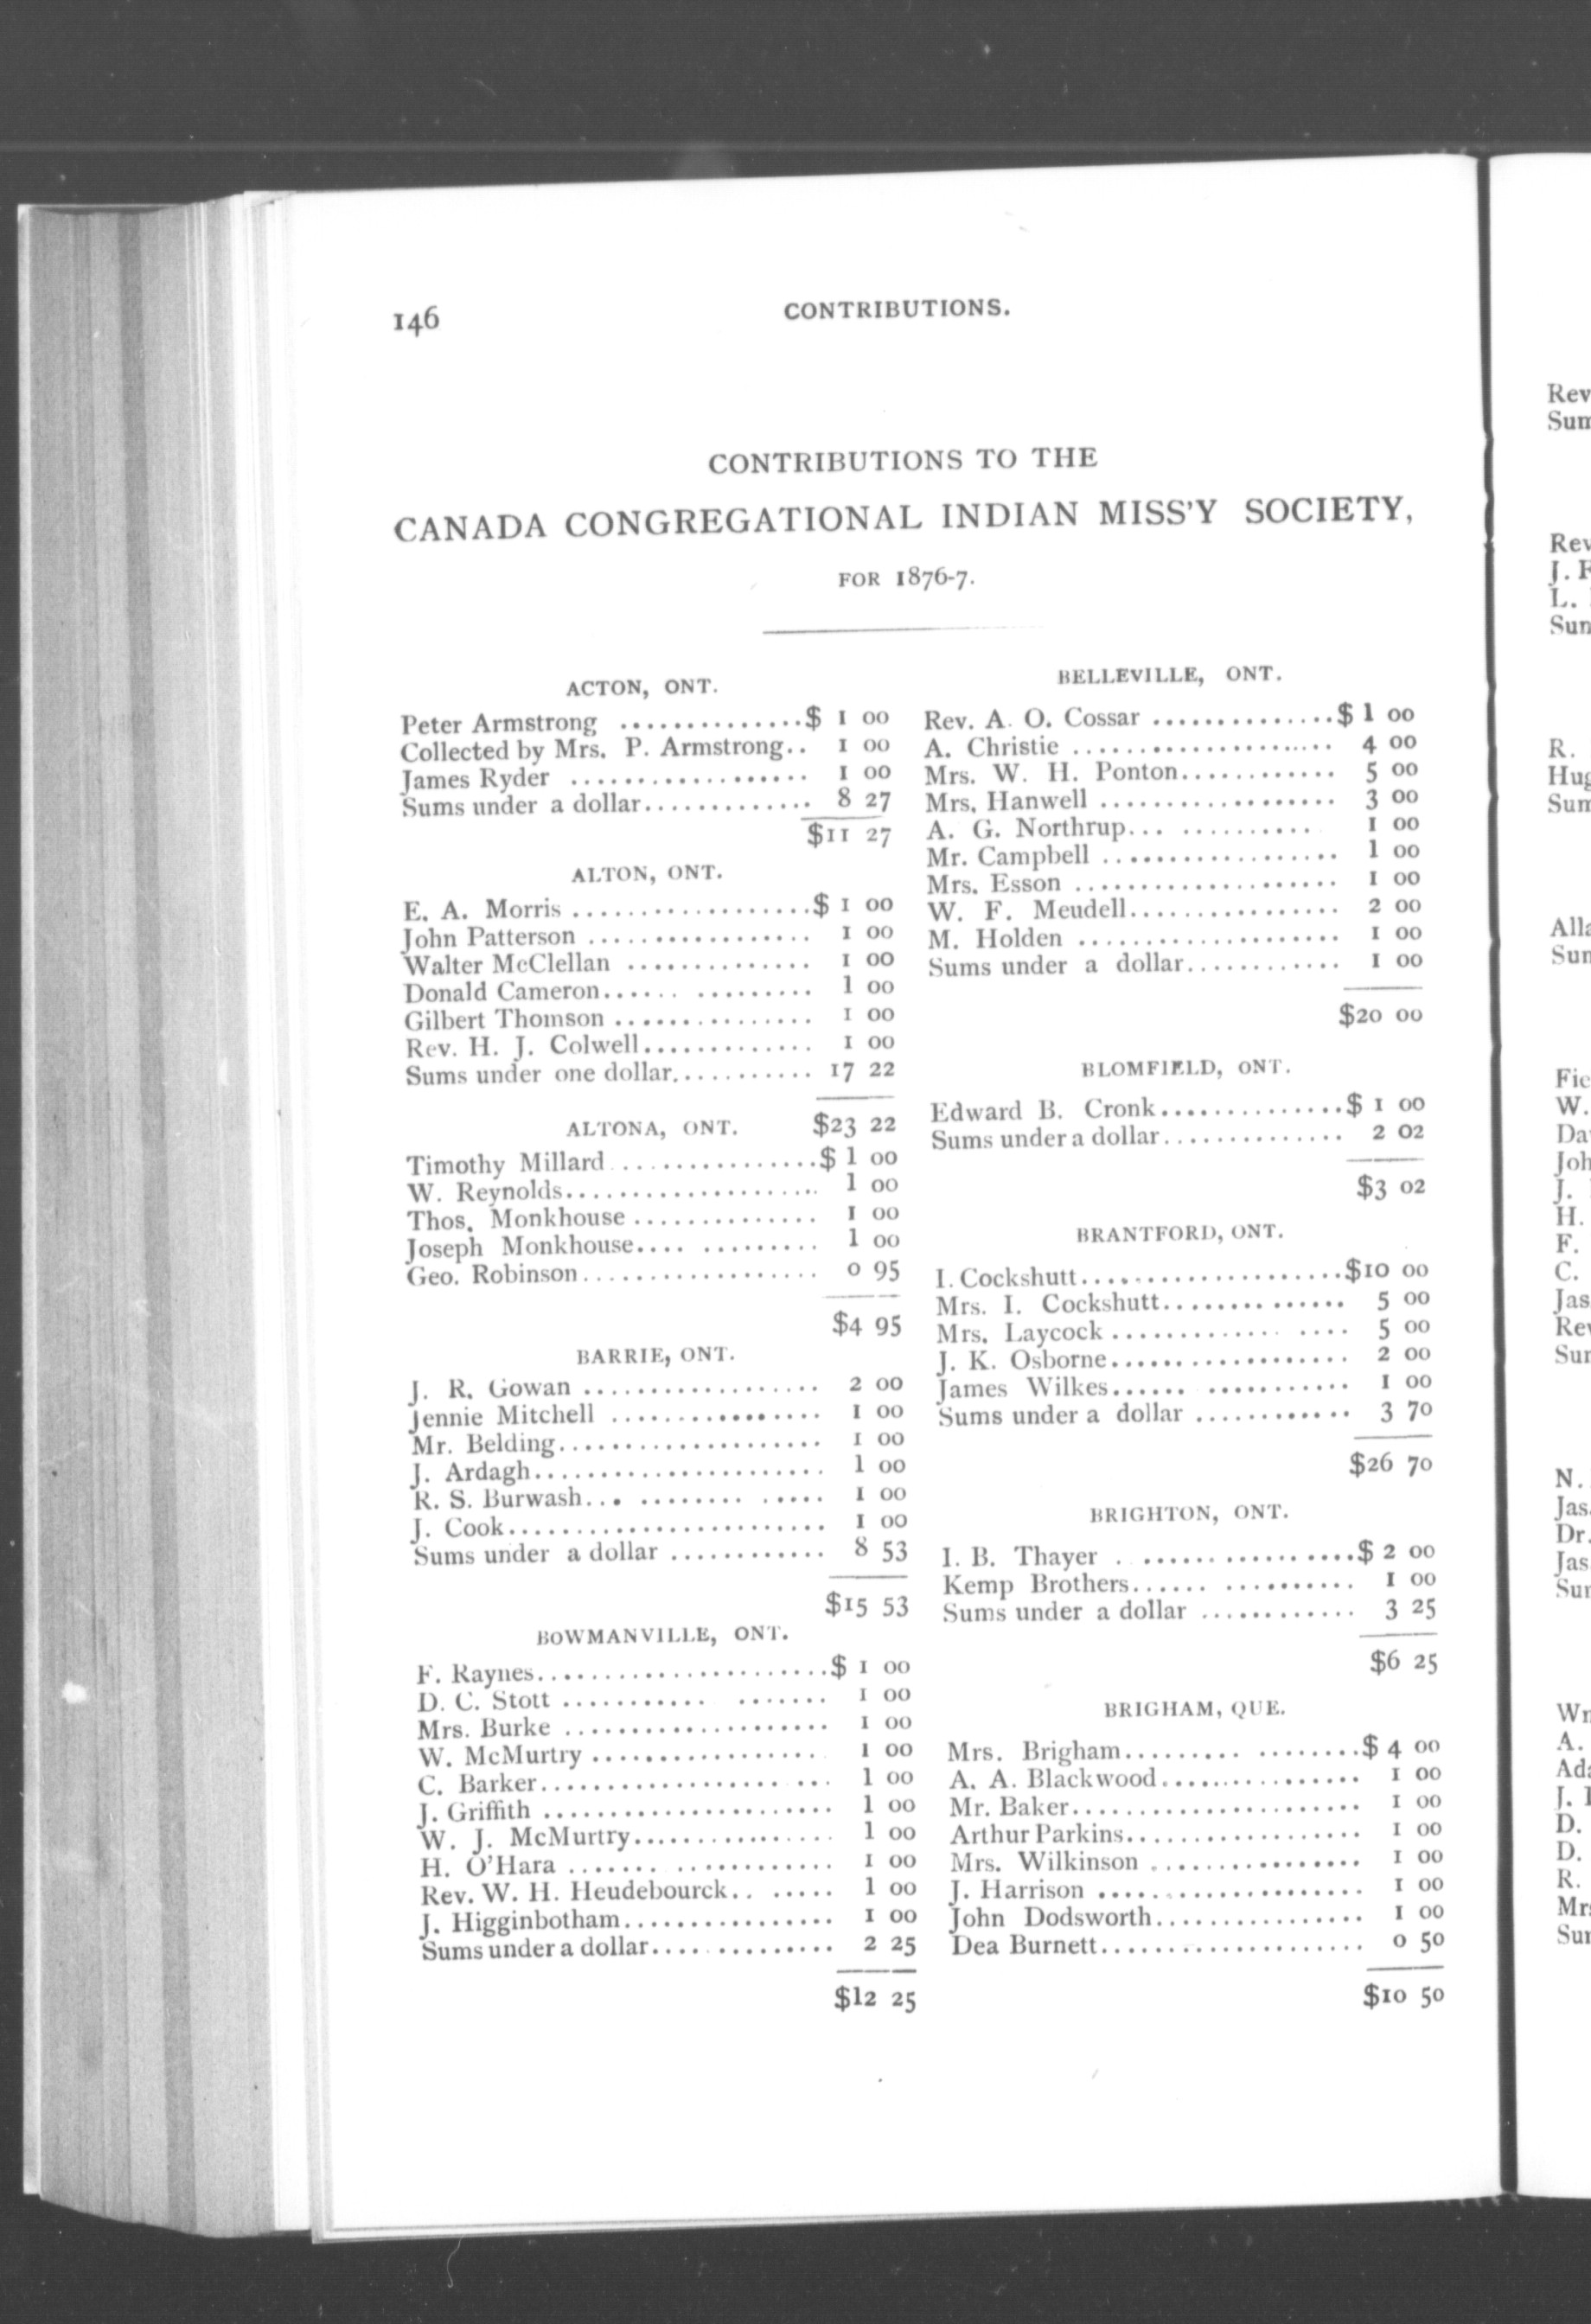 146
CONTRIBUTIONS.
CONTRIBUTIONS TO THE
CANADA CONGREGATIONAL INDIAN MISS'Y SOCIETY,
FOR 1876-7.
ACTON, ONT.
Peter Armstrong ..............$ 1 00
Collected by Mrs. P. Armstrong.. 1 00
James Ryder .................. 1 00
Sums under a dollar............. 8 27
$11 27
ALTON, ONT.
E. A. Morris ..................$ 1 00
John Patterson ................. 1 00
Walter McClellan .............. 1 00
Donald Cameron...... ......... 1 00
Gilbert Thomson ............... 1 00
Rev. H. J. Colwell............. 1 00
Sums under one dollar........... 17 22
$23 22
ALTONA, ONT.
Timothy Millard ................$ 1 00
W. Reynolds................... 1 00
Thos. Monkhouse .............. 1 00
Joseph Monkhouse.... ......... 1 00
Geo. Robinson.................. 0 95
$4 95
BARRIE, ONT.
J. R. Gowan .................. 2 00
Jennie Mitchell ................ 1 00
Mr. Belding.................... 1 00
J. Ardagh...................... 1 00
R. S. Burwash... ........ ..... 1 00
J. Cook........................ 1 00
Sums under a dollar ............ 8 53
$15 53
BOWMANVILLE, ONT.
F. Raynes......................$ 1 00
D. C. Stott ........... ....... 1 00
Mrs. Burke .................... 1 00
W. McMurtry .................. 1 00
C. Barker................... ... 1 00
J. Griffith ...................... 1 00
W. J. McMurtry............... 1 00
H. O'Hara ....... ............ 1 00
Rev. W. H. Heudebourck.. ..... 1 00
J. Higginbotham................ 1 00
Sums under a dollar.............. 2 25
$12 25
BELLEVILLE, ONT.
Rev. A. O. Cossar ..............$ 1 00
A. Christie .................... 4 00
Mrs. W. H. Ponton............ 5 00
Mrs. Hanwell .................. 3 00
A. G. Northrup... .......... 1 00
Mr. Campbell .................. 1 00
Mrs. Esson .................... 1 00
W. F. Meudell................ 2 00
M. Holden .................... 1 00
Sums under a dollar............ 1 00
$20 00
BLOMFIELD, ONT.
Edward B. Cronk..............$ 1 00
Sums under a dollar.............. 2 02
$3 02
BRANTFORD, ONT.
I. Cockshutt....................$10 00
Mrs. I. Cockshutt.............. 5 00
Mrs. Laycock ............. .... 5 00
J. K. Osborne.................. 2 00
James Wilkes...... ........... 1 00
Sums under a dollar ............ 3 70
$26 70
BRIGHTON, ONT.
I. B. Thayer . ................$ 2 00
Kemp Brothers...... .......... 1 00
Sums under a dollar ............ 3 25
$6 25
BRIGHAM, QUE.
Mrs. Brigham......... ........$ 4 00
A. A. Blackwood............... 1 00
Mr. Baker...................... 1 00
Arthur Parkins.................. 1 00
Mrs. Wilkinson ................ 1 00
J. Harrison .................... 1 00
John Dodsworth................ 1 00
Dea Burnett.................... 0 50
$10 50